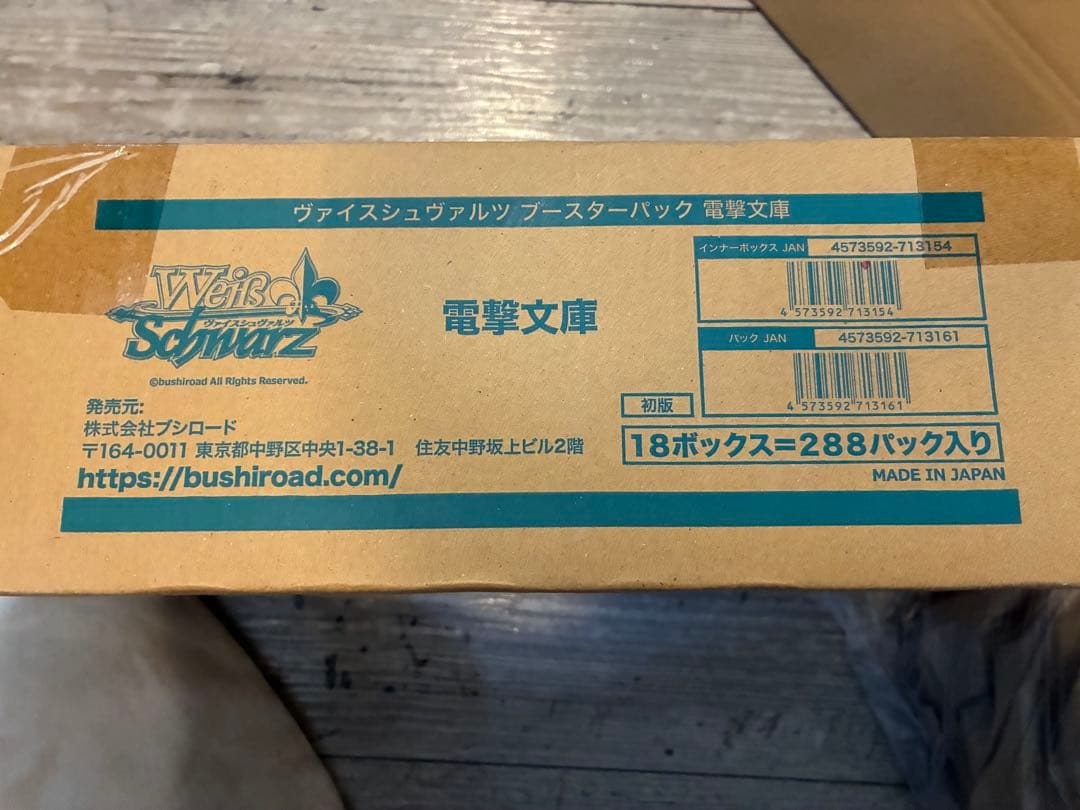 ヴァイスシュヴァルツ ブースターパック 電撃文庫
Weiß
ヴァイスシュヴァルツ
Schwarz
©bushiroad All Rights Reserved.
電撃文庫
インナーボックス JAN 4573592-713154
4 573592 713154
パック JAN 4573592-713161
4 573592 713161
発売元:
株式会社ブシロード
〒164-0011 東京都中野区中央1-38-1 住友中野坂上ビル2階
https://bushiroad.com/
初版
18ボックス=288パック入り
MADE IN JAPAN